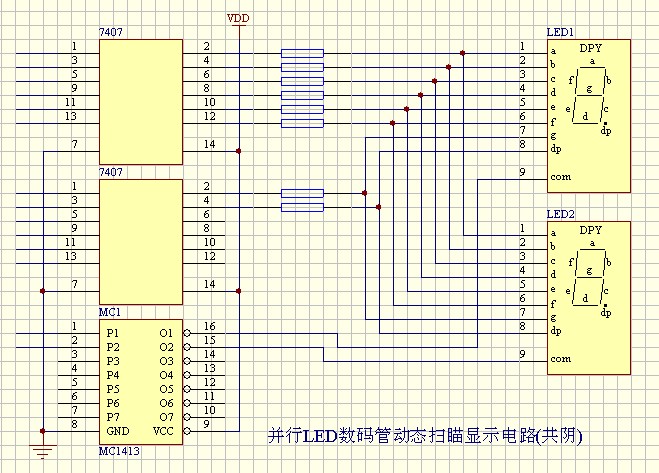 VDD
7407
1 2
3 4
5 6
9 8
11 10
13 12
7 14
7407
1 2
3 4
5 6
9 8
11 10
13 12
7 14
MC1
1 P1 O1 16
2 P2 O2 15
3 P3 O3 14
4 P4 O4 13
5 P5 O5 12
6 P6 O6 11
7 P7 O7 10
8 GND VCC 9
MC1413
LED1
DPY
1 a
2 b
3 c
4 d
5 e
6 f
7 g
8 dp
9 com
a
f b
g
e c
d
dp
LED2
DPY
1 a
2 b
3 c
4 d
5 e
6 f
7 g
8 dp
9 com
a
f b
g
e c
d
dp
并行LED数码管动态扫瞄显示电路(共阴)